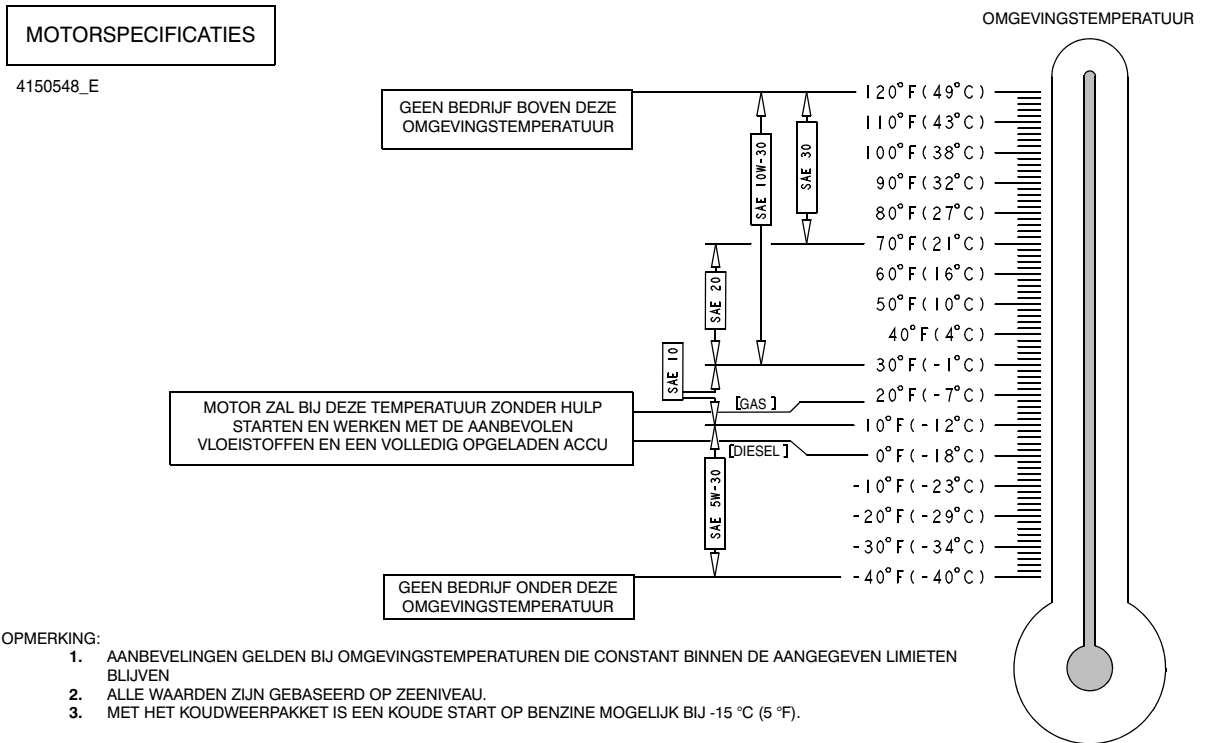 MOTORSPECIFICATIES
4150548_E
OMGEVINGSTEMPERATUUR
GEEN BEDRIJF BOVEN DEZE
OMGEVINGSTEMPERATUUR
120°F(49°C)
110°F(43°C)
100°F(38°C)
90°F(32°C)
80°F(27°C)
70°F(21°C)
60°F(16°C)
50°F(10°C)
40°F(4°C)
30°F(-1°C)
20°F(-7°C)
10°F(-12°C)
0°F(-18°C)
-10°F(-23°C)
-20°F(-29°C)
-30°F(-34°C)
-40°F(-40°C)
SAE 10W-30
SAE 30
SAE 20
SAE 10
SAE 5W-30
[GAS]
[DIESEL]
MOTOR ZAL BIJ DEZE TEMPERATUUR ZONDER HULP
STARTEN EN WERKEN MET DE AANBEVOLEN
VLOEISTOFFEN EN EEN VOLLEDIG OPGELADEN ACCU
GEEN BEDRIJF ONDER DEZE
OMGEVINGSTEMPERATUUR
OPMERKING:
1. AANBEVELINGEN GELDEN BIJ OMGEVINGSTEMPERATUREN DIE CONSTANT BINNEN DE AANGEGEVEN LIMIETEN
BLIJVEN
2. ALLE WAARDEN ZIJN GEBASEERD OP ZEENIVEAU.
3. MET HET KOUDWEERPAKKET IS EEN KOUDE START OP BENZINE MOGELIJK BIJ -15 °C (5 °F).